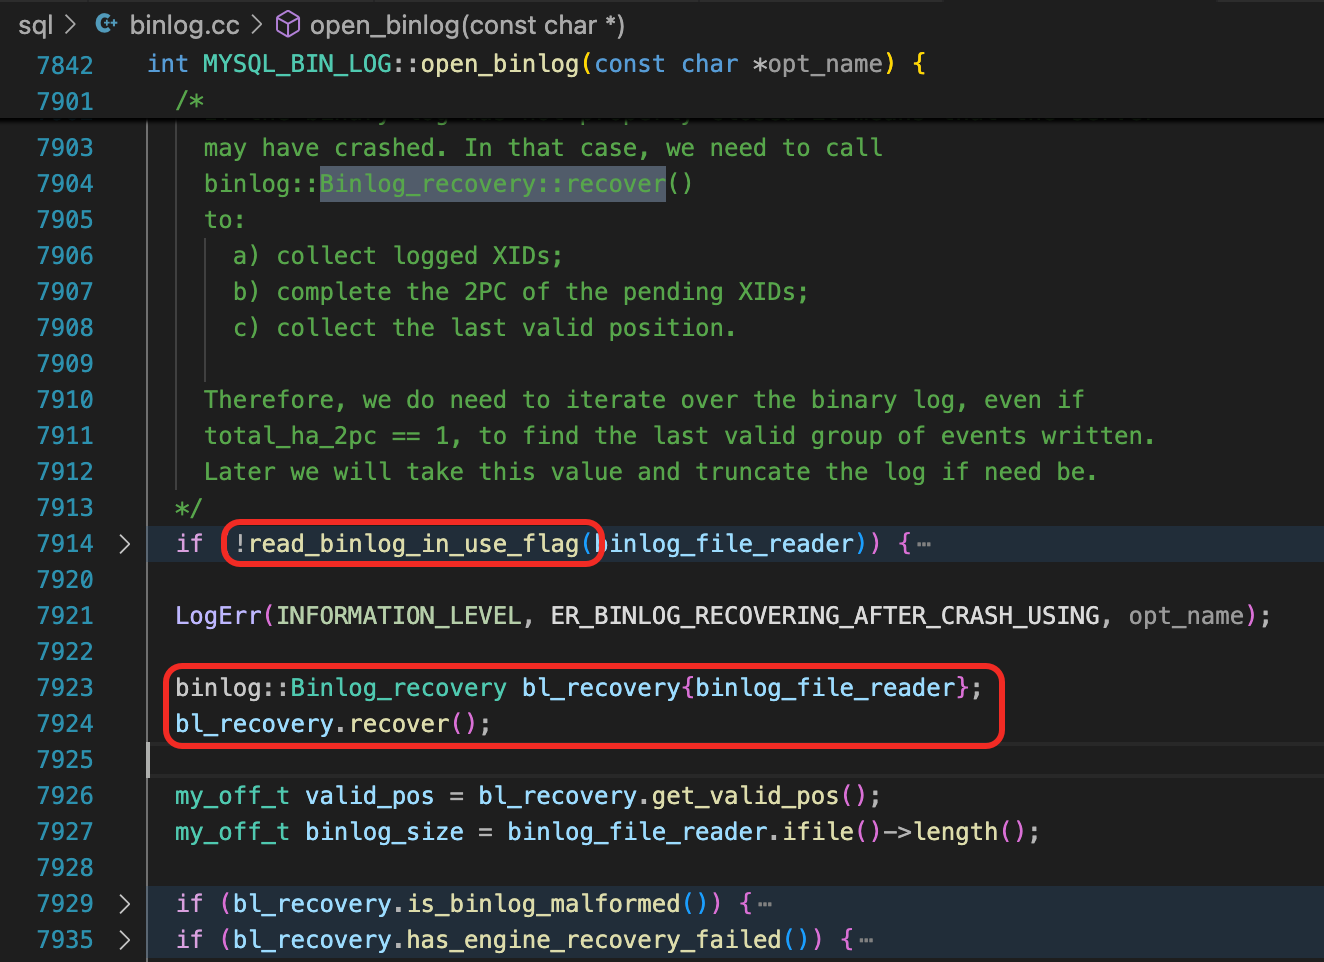 sql > binlog.cc > open_binlog(const char *)
7842 int MYSQL_BIN_LOG::open_binlog(const char *opt_name) {
7901 /*
7903 may have crashed. In that case, we need to call
7904 binlog::Binlog_recovery::recover()
7905 to:
7906 a) collect logged XIDs;
7907 b) complete the 2PC of the pending XIDs;
7908 c) collect the last valid position.
7909
7910 Therefore, we do need to iterate over the binary log, even if
7911 total_ha_2pc == 1, to find the last valid group of events written.
7912 Later we will take this value and truncate the log if need be.
7913 */
7914 > if (!read_binlog_in_use_flag(binlog_file_reader)) {⋯
7920
7921 LogErr(INFORMATION_LEVEL, ER_BINLOG_RECOVERING_AFTER_CRASH_USING, opt_name);
7922
7923 binlog::Binlog_recovery bl_recovery{binlog_file_reader};
7924 bl_recovery.recover();
7925
7926 my_off_t valid_pos = bl_recovery.get_valid_pos();
7927 my_off_t binlog_size = binlog_file_reader.ifile()->length();
7928
7929 > if (bl_recovery.is_binlog_malformed()) {⋯
7935 > if (bl_recovery.has_engine_recovery_failed()) {⋯